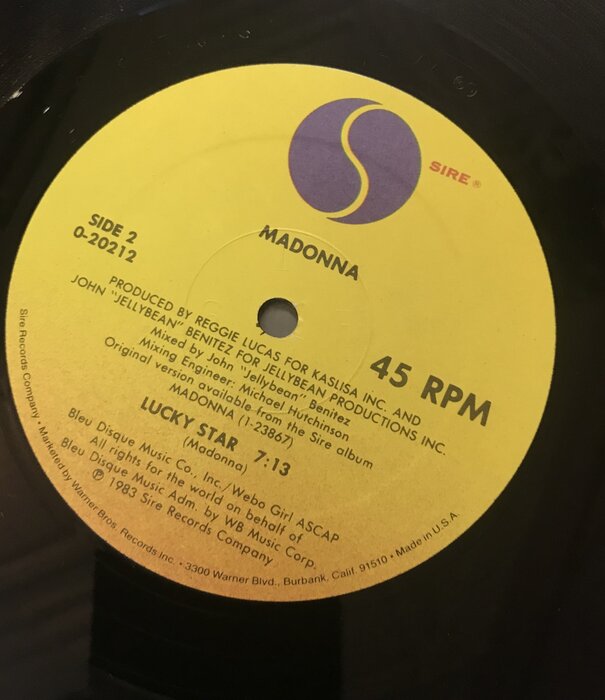 SIRE ®
MADONNA
SIDE 2
0-20212
45 RPM
PRODUCED BY REGGIE LUCAS FOR KASLISA INC. AND
JOHN "JELLYBEAN" BENITEZ FOR JELLYBEAN PRODUCTIONS INC.
Mixed by John "Jellybean" Benitez
Mixing Engineer: Michael Hutchinson
Original version available from the Sire album
MADONNA (1-23867)
LUCKY STAR 7:13
(Madonna)
Bleu Disque Music Co., Inc./Webo Girl ASCAP
All rights for the world on behalf of
Bleu Disque Music Adm. by WB Music Corp.
℗ 1983 Sire Records Company
Sire Records Company • Marketed by Warner Bros. Records Inc. • 3300 Warner Blvd., Burbank, Calif. 91510 • Made in U.S.A.